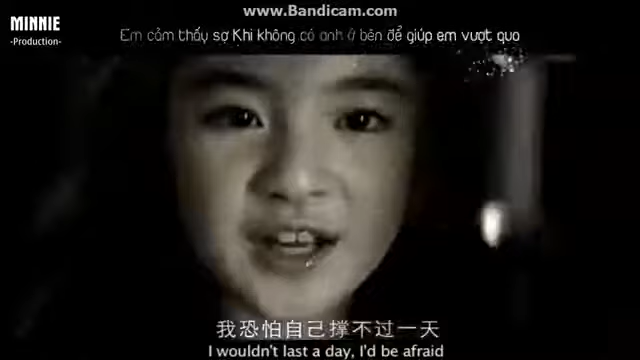 www.Bandicam.com
MINNIE
-Production-
Em cảm thấy sợ Khi không có anh ở bên để giúp em vượt qua
我恐怕自己撑不过一天
I wouldn't last a day, I'd be afraid